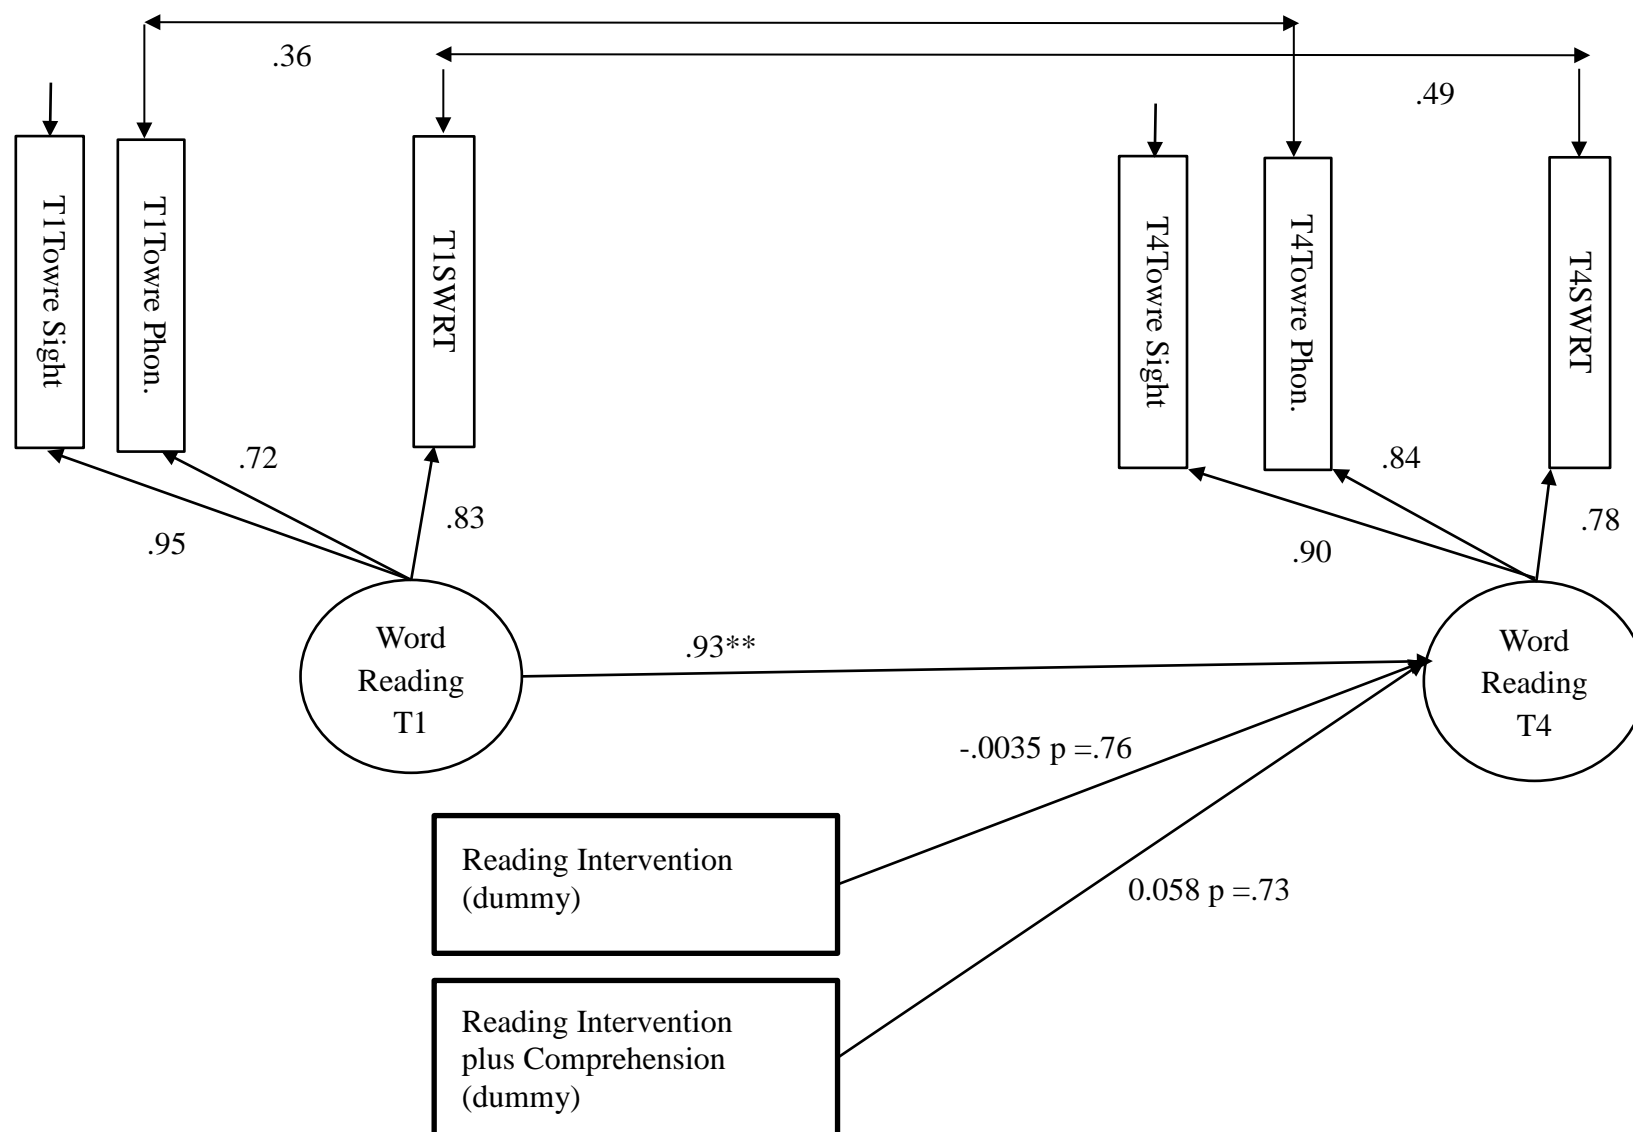 .36
.49
T1Towre Sight
T1Towre Phon.
T1SWRT
T4Towre Sight
T4Towre Phon.
T4SWRT
.72
.83
.95
.84
.78
.90
Word
Reading
T1
.93**
Word
Reading
T4
-.0035 p =.76
Reading Intervention
(dummy)
0.058 p =.73
Reading Intervention
plus Comprehension
(dummy)